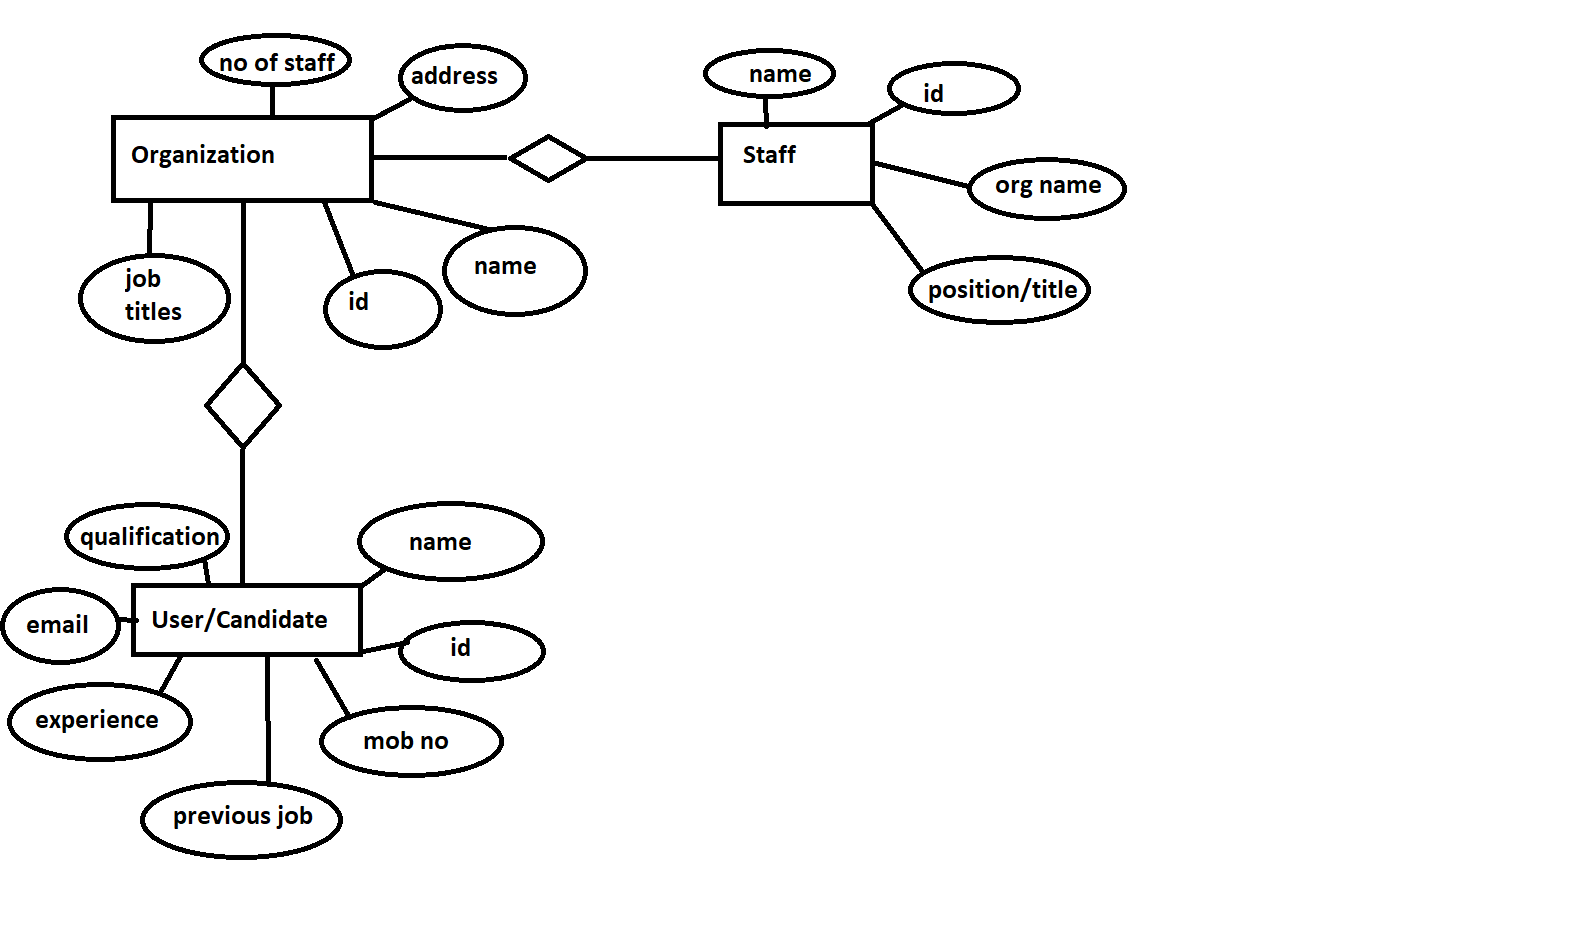 no of staff
address
name
id
Organization
Staff
org name
name
job
titles
id
position/title
qualification
name
email
User/Candidate
id
experience
mob no
previous job